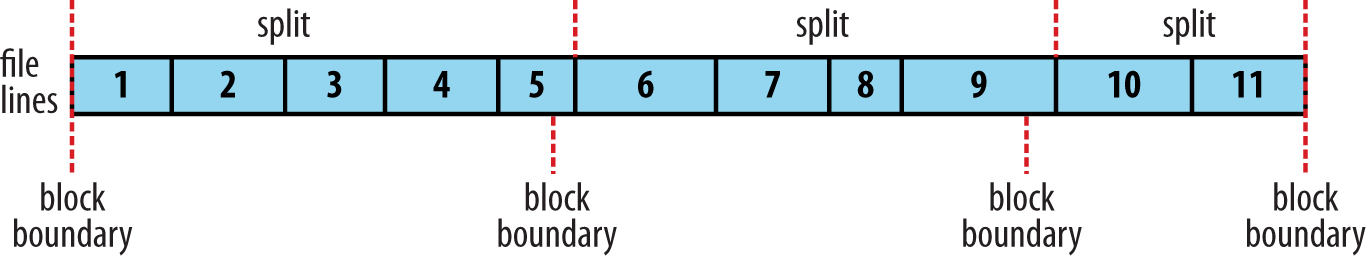 split split split
file
lines
1 2 3 4 5 6 7 8 9 10 11
block
boundary
block
boundary
block
boundary
block
boundary